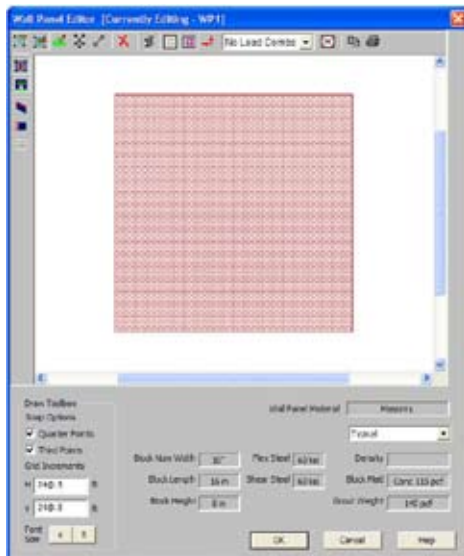 Wall Panel Editor [Currently Editing - WP1]
No Load Combo
Draw Toolbox
Snap Options
Quarter Points
Third Points
Grid Increments
ft
ft
Font Size
Wall Panel Material
Masonry
Typical
Block Nom Width
10"
Flex Steel
60 ksi
Density
Block Length
16 in
Shear Steel
60 ksi
Block Matl
Conc 115 pcf
Block Height
8 in
Grout Weight
140 pcf
OK
Cancel
Help